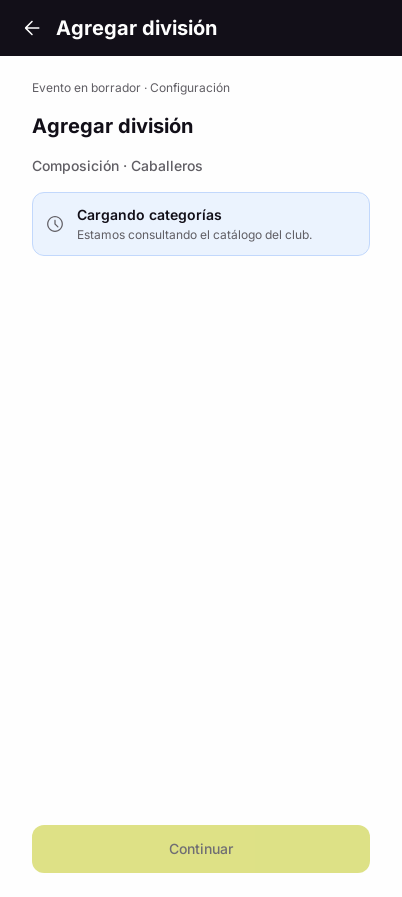 Agregar división
Evento en borrador · Configuración
Agregar división
Composición · Caballeros
Cargando categorías
Estamos consultando el catálogo del club.
Continuar